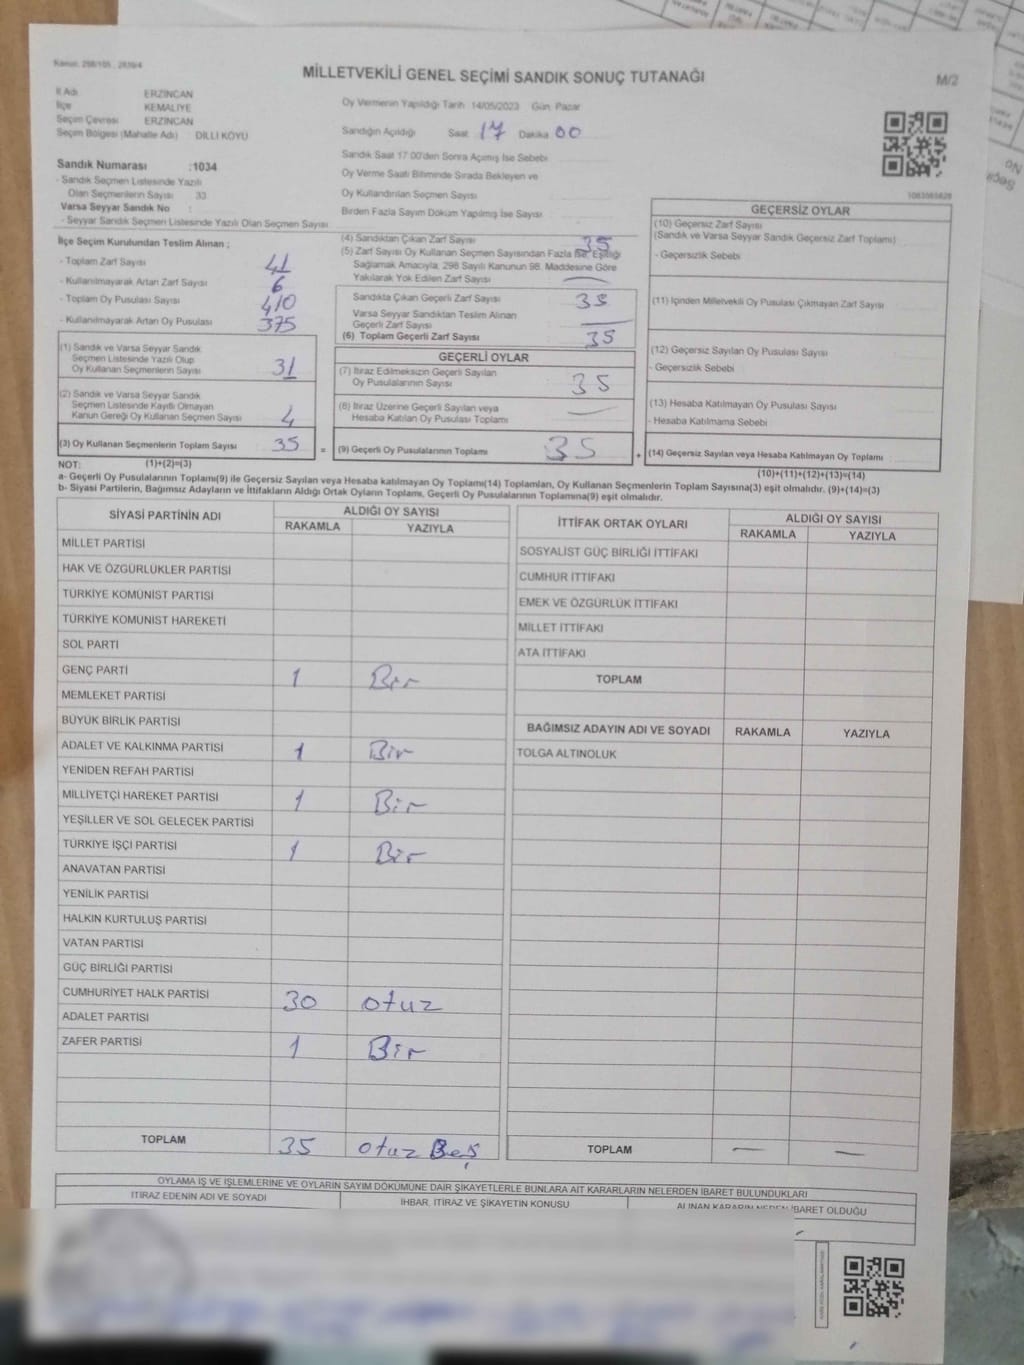 Kanun: 298/105 , 2839/4
MİLLETVEKİLİ GENEL SEÇİMİ SANDIK SONUÇ TUTANAĞI
M/2
İl Adı ERZİNCAN
İlçe KEMALİYE
Seçim Çevresi ERZİNCAN
Seçim Bölgesi (Mahalle Adı) : DİLLİ KÖYÜ
Sandık Numarası :1034
- Sandık Seçmen Listesinde Yazılı
Olan Seçmenlerin Sayısı 33
Varsa Seyyar Sandık No :
- Seyyar Sandık Seçmen Listesinde Yazılı Olan Seçmen Sayısı
Oy Vermenin Yapıldığı Tarih 14/05/2023 Gün Pazar
Sandığın Açıldığı Saat 17 Dakika 00
Sandık Saat 17.00'den Sonra Açılmış İse Sebebi
Oy Verme Saati Bitiminde Sırada Bekleyen ve
Oy Kullandırılan Seçmen Sayısı
Birden Fazla Sayım Döküm Yapılmış İse Sayısı
İlçe Seçim Kurulundan Teslim Alınan ;
- Toplam Zarf Sayısı 41
- Kullanılmayarak Artan Zarf Sayısı 6
- Toplam Oy Pusulası Sayısı 410
- Kullanılmayarak Artan Oy Pusulası 375
(1) Sandık ve Varsa Seyyar Sandık
Seçmen Listesinde Yazılı Olup
Oy Kullanan Seçmenlerin Sayısı 31
(2) Sandık ve Varsa Seyyar Sandık
Seçmen Listesinde Kayıtlı Olmayan
Kanun Gereği Oy Kullanan Seçmen Sayısı 4
(3) Oy Kullanan Seçmenlerin Toplam Sayısı 35 =
(4) Sandıktan Çıkan Zarf Sayısı 35
(5) Zarf Sayısı Oy Kullanan Seçmen Sayısından Fazla İse, Eşitliği
Sağlamak Amacıyla, 298 Sayılı Kanunun 98. Maddesine Göre
Yakılarak Yok Edilen Zarf Sayısı —
Sandıkta Çıkan Geçerli Zarf Sayısı 35
Varsa Seyyar Sandıktan Teslim Alınan
Geçerli Zarf Sayısı —
(6) Toplam Geçerli Zarf Sayısı 35
GEÇERLİ OYLAR
(7) İtiraz Edilmeksizin Geçerli Sayılan
Oy Pusulalarının Sayısı 35
(8) İtiraz Üzerine Geçerli Sayılan veya
Hesaba Katılan Oy Pusulası Toplamı —
(9) Geçerli Oy Pusulalarının Toplamı 35 +
GEÇERSİZ OYLAR
(10) Geçersiz Zarf Sayısı
(Sandık ve Varsa Seyyar Sandık Geçersiz Zarf Toplamı)
- Geçersizlik Sebebi
(11) İçinden Milletvekili Oy Pusulası Çıkmayan Zarf Sayısı
(12) Geçersiz Sayılan Oy Pusulası Sayısı
- Geçersizlik Sebebi
(13) Hesaba Katılmayan Oy Pusulası Sayısı
- Hesaba Katılmama Sebebi
(14) Geçersiz Sayılan veya Hesaba Katılmayan Oy Toplamı :
NOT: (1)+(2)=(3) (10)+(11)+(12)+(13)=(14)
a- Geçerli Oy Pusulalarının Toplamı(9) ile Geçersiz Sayılan veya Hesaba katılmayan Oy Toplamı(14) Toplamları, Oy Kullanan Seçmenlerin Toplam Sayısına(3) eşit olmalıdır. (9)+(14)=(3)
b- Siyasi Partilerin, Bağımsız Adayların ve İttifakların Aldığı Ortak Oyların Toplamı, Geçerli Oy Pusulalarının Toplamına(9) eşit olmalıdır.
SİYASİ PARTİNİN ADI ALDIĞI OY SAYISI
RAKAMLA YAZIYLA
MİLLET PARTİSİ
HAK VE ÖZGÜRLÜKLER PARTİSİ
TÜRKİYE KOMÜNİST PARTİSİ
TÜRKİYE KOMÜNİST HAREKETİ
SOL PARTİ
GENÇ PARTİ 1 Bir
MEMLEKET PARTİSİ
BÜYÜK BİRLİK PARTİSİ
ADALET VE KALKINMA PARTİSİ 1 Bir
YENİDEN REFAH PARTİSİ
MİLLİYETÇİ HAREKET PARTİSİ 1 Bir
YEŞİLLER VE SOL GELECEK PARTİSİ
TÜRKİYE İŞÇİ PARTİSİ 1 Bir
ANAVATAN PARTİSİ
YENİLİK PARTİSİ
HALKIN KURTULUŞ PARTİSİ
VATAN PARTİSİ
GÜÇ BİRLİĞİ PARTİSİ
CUMHURİYET HALK PARTİSİ 30 otuz
ADALET PARTİSİ
ZAFER PARTİSİ 1 Bir
TOPLAM 35 otuz Beş
İTTİFAK ORTAK OYLARI ALDIĞI OY SAYISI
RAKAMLA YAZIYLA
SOSYALİST GÜÇ BİRLİĞİ İTTİFAKI
CUMHUR İTTİFAKI
EMEK VE ÖZGÜRLÜK İTTİFAKI
MİLLET İTTİFAKI
ATA İTTİFAKI
TOPLAM
BAĞIMSIZ ADAYIN ADI VE SOYADI RAKAMLA YAZIYLA
TOLGA ALTINOLUK
TOPLAM — —
OYLAMA İŞ VE İŞLEMLERİNE VE OYLARIN SAYIM DÖKÜMÜNE DAİR ŞİKAYETLERLE BUNLARA AİT KARARLARIN NELERDEN İBARET BULUNDUKLARI
İTİRAZ EDENİN ADI VE SOYADI İHBAR, İTİRAZ VE ŞİKAYETİN KONUSU ALINAN KARARIN NEDEN İBARET OLDUĞU